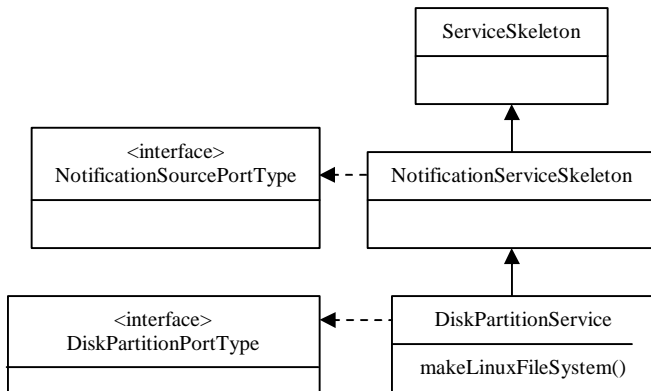 ServiceSkeleton
<interface>
NotificationSourcePortType
NotificationServiceSkeleton
<interface>
DiskPartitionPortType
DiskPartitionService
makeLinuxFileSystem()